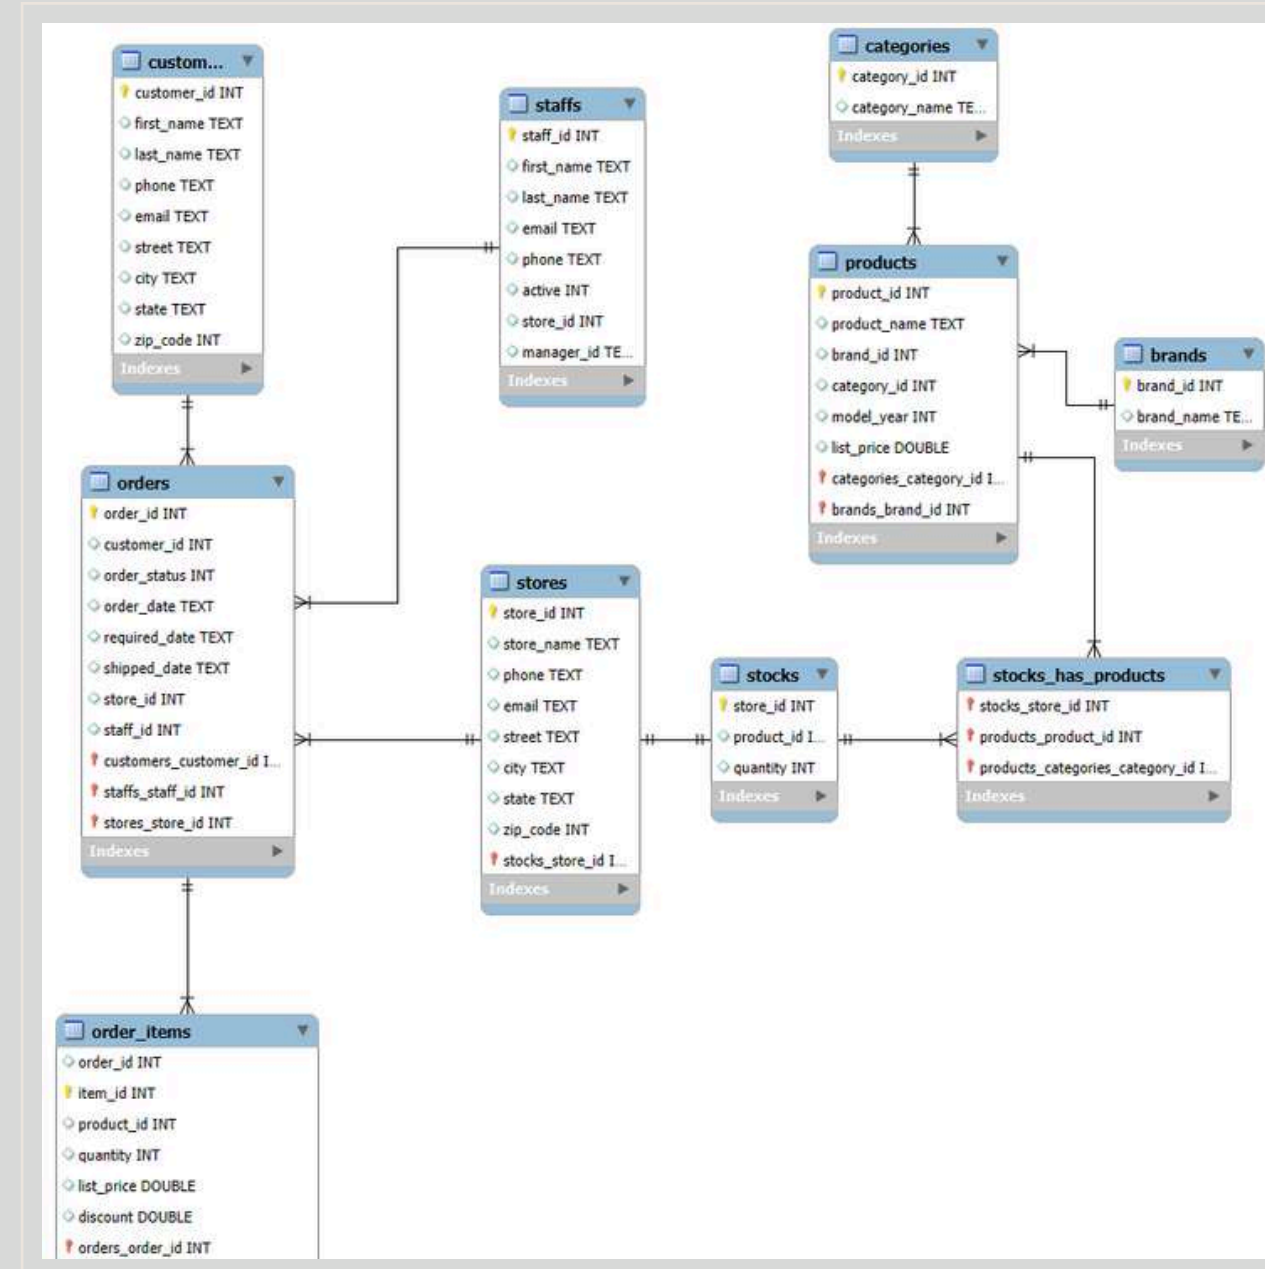 custom...
customer_id INT
first_name TEXT
last_name TEXT
phone TEXT
email TEXT
street TEXT
city TEXT
state TEXT
zip_code INT
Indexes
staffs
staff_id INT
first_name TEXT
last_name TEXT
email TEXT
phone TEXT
active INT
store_id INT
manager_id TE...
Indexes
categories
category_id INT
category_name TE...
Indexes
products
product_id INT
product_name TEXT
brand_id INT
category_id INT
model_year INT
list_price DOUBLE
categories_category_id I...
brands_brand_id INT
Indexes
brands
brand_id INT
brand_name TE...
Indexes
orders
order_id INT
customer_id INT
order_status INT
order_date TEXT
required_date TEXT
shipped_date TEXT
store_id INT
staff_id INT
customers_customer_id I...
staffs_staff_id INT
stores_store_id INT
Indexes
stores
store_id INT
store_name TEXT
phone TEXT
email TEXT
street TEXT
city TEXT
state TEXT
zip_code INT
stocks_store_id I...
Indexes
stocks
store_id INT
product_id I...
quantity INT
Indexes
stocks_has_products
stocks_store_id INT
products_product_id INT
products_categories_category_id I...
Indexes
order_items
order_id INT
item_id INT
product_id INT
quantity INT
list_price DOUBLE
discount DOUBLE
orders_order_id INT